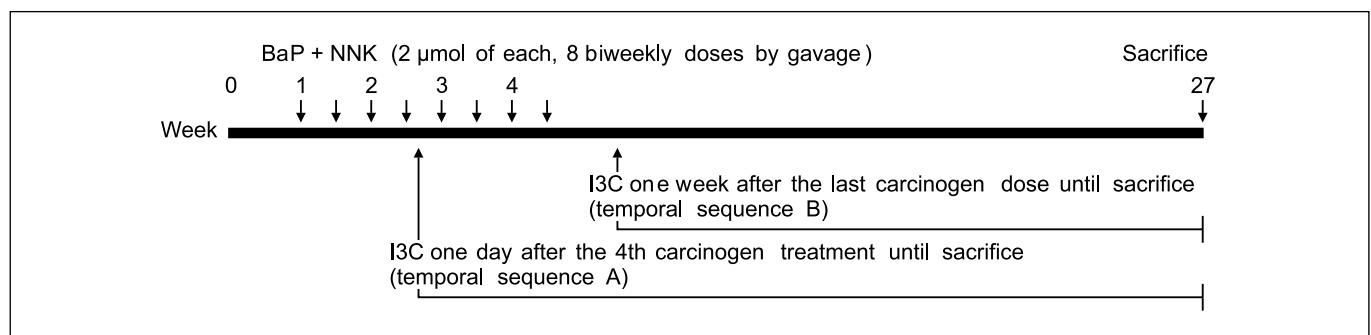 BaP + NNK (2 µmol of each, 8 biweekly doses by gavage)
Sacrifice
0 1 2 3 4 27
Week
I3C one week after the last carcinogen dose until sacrifice
(temporal sequence B)
I3C one day after the 4th carcinogen treatment until sacrifice
(temporal sequence A)